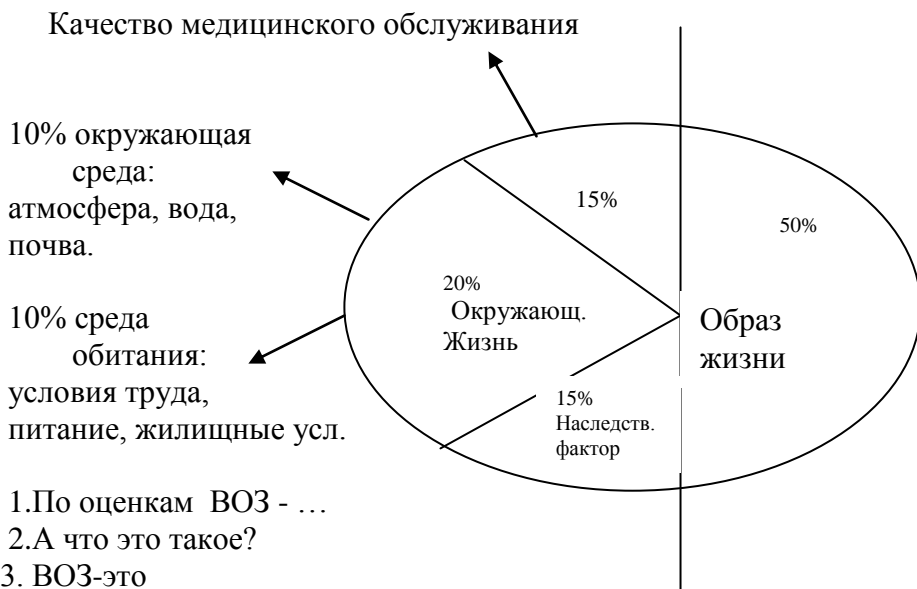 Качество медицинского обслуживания
10% окружающая
среда:
атмосфера, вода,
почва.
10% среда
обитания:
условия труда,
питание, жилищные усл.
15%
50%
20%
Окружающ.
Жизнь
Образ
жизни
15%
Наследств.
фактор
1.По оценкам ВОЗ - …
2.А что это такое?
3. ВОЗ-это